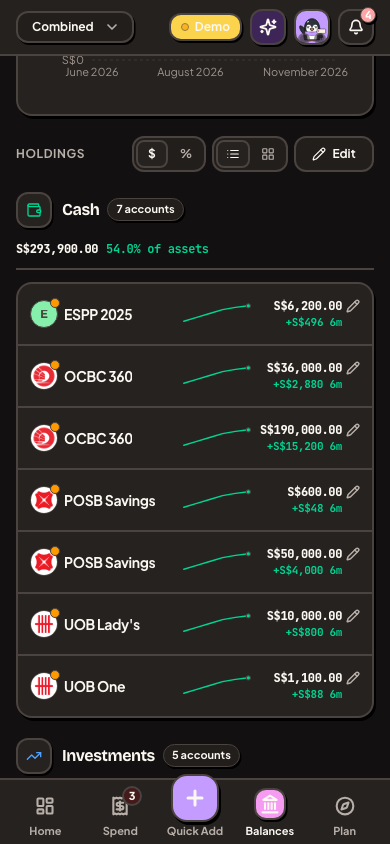 Combined
Demo
4
S$0
June 2026 August 2026 November 2026
HOLDINGS
$ %
Edit
Cash 7 accounts
S$293,900.00 54.0% of assets
E ESPP 2025 S$6,200.00
+S$496 6m
OCBC 360 S$36,000.00
+S$2,880 6m
OCBC 360 S$190,000.00
+S$15,200 6m
POSB Savings S$600.00
+S$48 6m
POSB Savings S$50,000.00
+S$4,000 6m
UOB Lady's S$10,000.00
+S$800 6m
UOB One S$1,100.00
+S$88 6m
Investments 5 accounts
3
Home Spend Quick Add Balances Plan